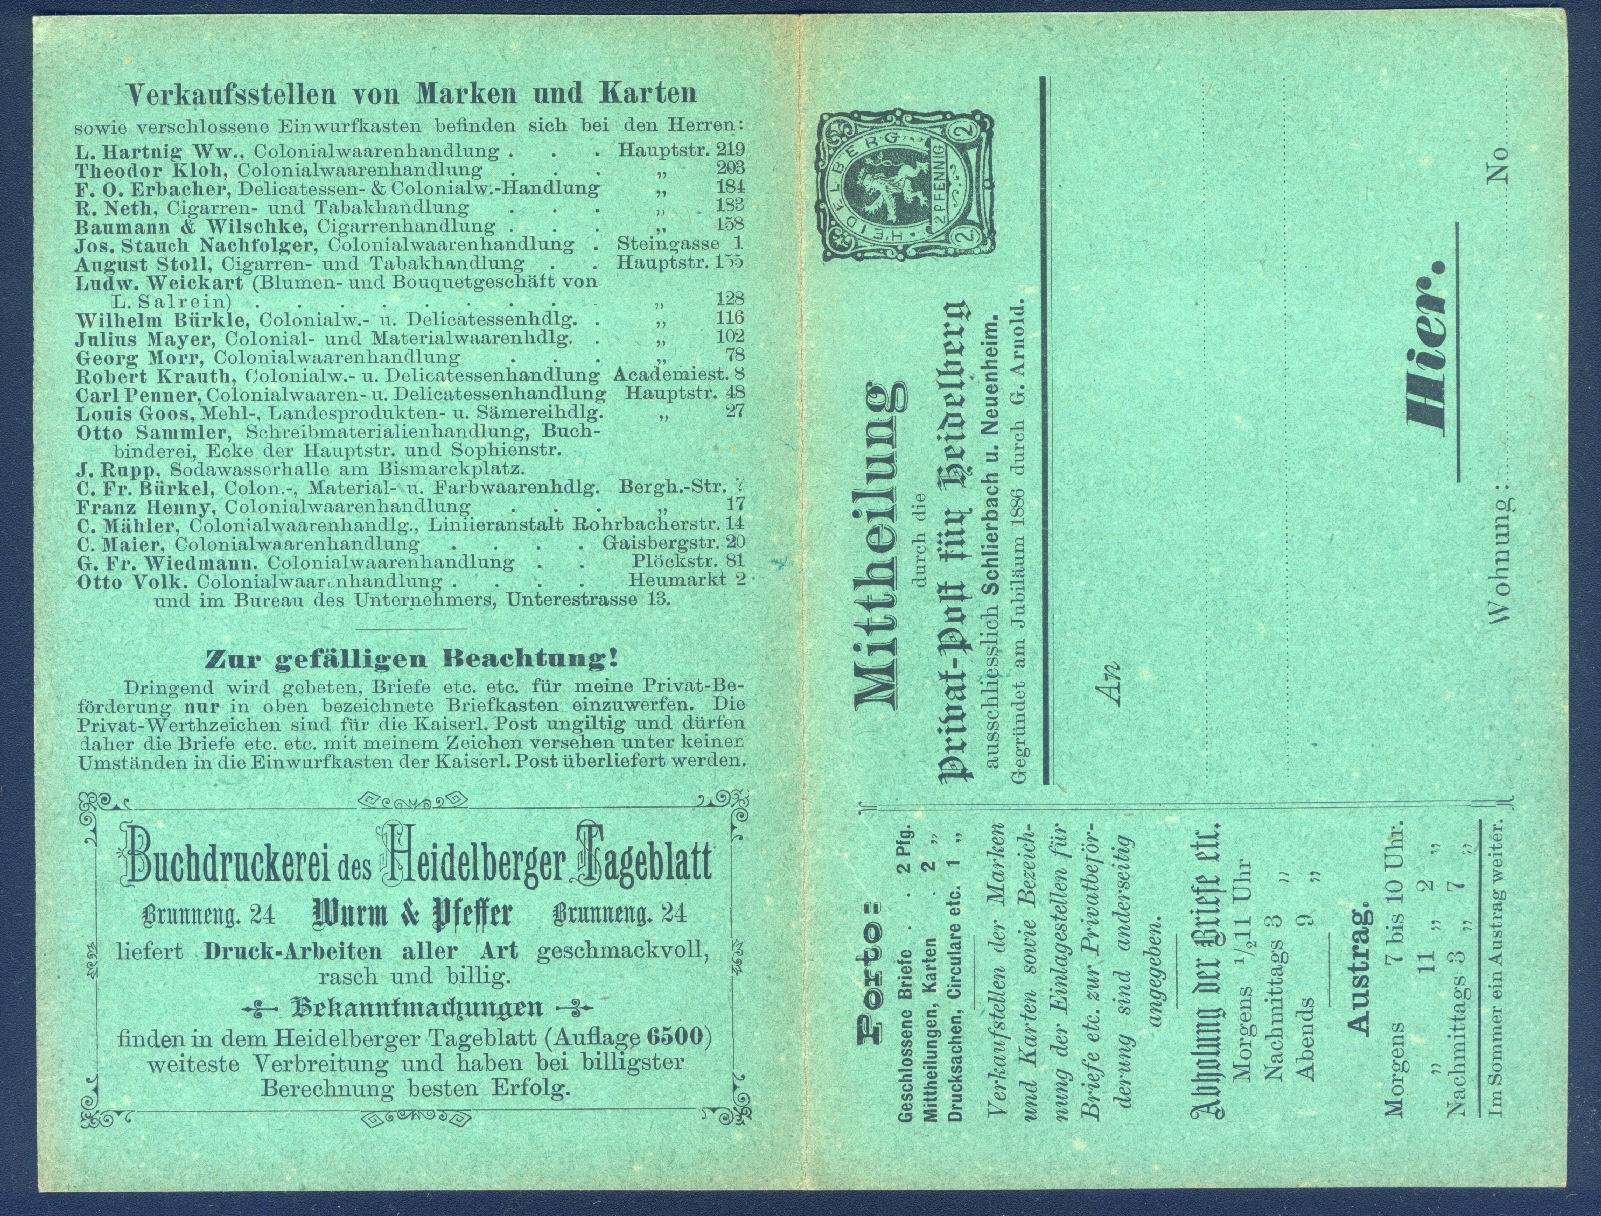 Verkaufsstellen von Marken und Karten
sowie verschlossene Einwurfkasten befinden sich bei den Herren:
L. Hartnig Ww., Colonialwaarenhandlung . . . Hauptstr. 219
Theodor Kloh, Colonialwaarenhandlung . . . „ 203
F. O. Erbacher, Delicatessen- & Colonialw.-Handlung „ 184
R. Neth, Cigarren- und Tabakhandlung . . . „ 183
Baumann & Wilschke, Cigarrenhandlung . . . „ 158
Jos. Stauch Nachfolger, Colonialwaarenhandlung . Steingasse 1
August Stoll, Cigarren- und Tabakhandlung . . Hauptstr. 155
Ludw. Weickart (Blumen- und Bouquetgeschäft von
L. Salrein) . . . . . . . . „ 128
Wilhelm Bürkle, Colonialw.- u. Delicatessenhdlg. . „ 116
Julius Mayer, Colonial- und Materialwaarenhdlg. . „ 102
Georg Morr, Colonialwaarenhandlung . . . „ 78
Robert Krauth, Colonialw.- u. Delicatessenhandlung Academiest. 8
Carl Penner, Colonialwaaren- u. Delicatessenhandlung Hauptstr. 48
Louis Goos, Mehl-, Landesprodukten- u. Sämereihdlg. „ 27
Otto Sammler, Schreibmaterialienhandlung, Buch-
binderei, Ecke der Hauptstr. und Sophienstr.
J. Rupp, Sodawasserhalle am Bismarckplatz.
C. Fr. Bürkel, Colon.-, Material- u. Farbwaarenhdlg. Bergh.-Str.
Franz Henny, Colonialwaarenhandlung . . . „ 17
C. Mähler, Colonialwaarenhandlg., Liniieranstalt Rohrbacherstr. 14
C. Maier, Colonialwaarenhandlung . . . . Gaisbergstr. 20
G. Fr. Wiedmann. Colonialwaarenhandlung . . Plöckstr. 81
Otto Volk. Colonialwaarenhandlung . . . . Heumarkt 2
und im Bureau des Unternehmers, Unterestrasse 13.
Zur gefälligen Beachtung!
Dringend wird gebeten, Briefe etc. etc. für meine Privat-Be-
förderung nur in oben bezeichnete Briefkasten einzuwerfen. Die
Privat-Werthzeichen sind für die Kaiserl. Post ungiltig und dürfen
daher die Briefe etc. etc. mit meinem Zeichen versehen unter keinen
Umständen in die Einwurfkasten der Kaiserl. Post überliefert werden.
Buchdruckerei des Heidelberger Tageblatt
Brunneng. 24 Wurm & Pfeffer Brunneng. 24
liefert Druck-Arbeiten aller Art geschmackvoll,
rasch und billig.
Bekanntmachungen
finden in dem Heidelberger Tageblatt (Auflage 6500)
weiteste Verbreitung und haben bei billigster
Berechnung besten Erfolg.
Porto:
Geschlossene Briefe . . 2 Pfg.
Mittheilungen, Karten . 2 „
Drucksachen, Circulare etc. 1 „
Verkaufstellen der Marken
und Karten sowie Bezeich-
nung der Einlagestellen für
Briefe etc. zur Privatbeför-
derung sind anderseitig
angegeben.
Abholung der Briefe etc.
Morgens 1/2 11 Uhr
Nachmittags 3 „
Abends 9 „
Austrag.
Morgens 7 bis 10 Uhr.
„ 11 „ 2 „
Nachmittags 3 „ 7 „
Im Sommer ein Austrag weiter.
Mittheilung
durch die
Privat-Post für Heidelberg
ausschliesslich Schlierbach u. Neuenheim.
Gegründet am Jubiläum 1886 durch G. Arnold.
HEIDELBERG
2 PFENNIG
2 2
An
Hier.
Wohnung: No